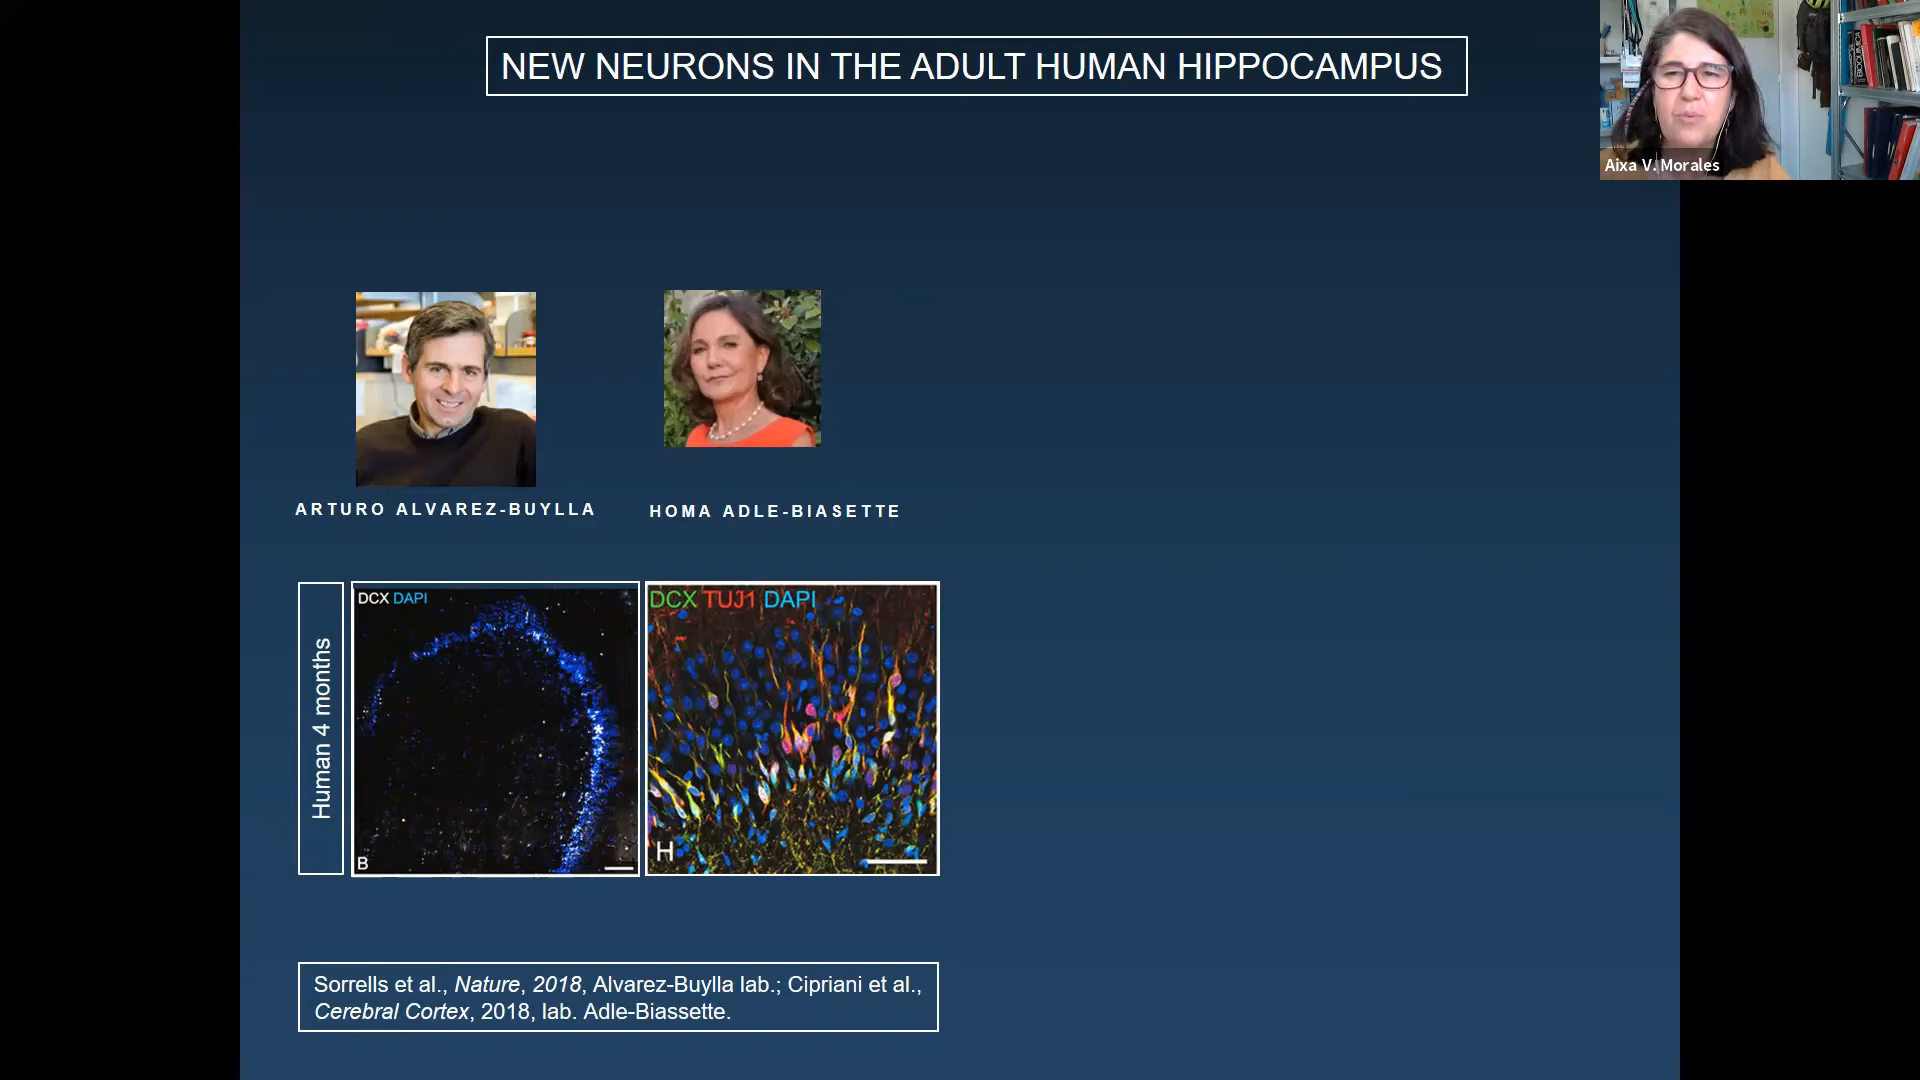 NEW NEURONS IN THE ADULT HUMAN HIPPOCAMPUS
Aixa V. Morales
ARTURO ALVAREZ-BUYLLA
HOMA ADLE-BIASETTE
Human 4 months
DCX DAPI
B
DCX TUJ1 DAPI
H
Sorrells et al., Nature, 2018, Alvarez-Buylla lab.; Cipriani et al.,
Cerebral Cortex, 2018, lab. Adle-Biassette.